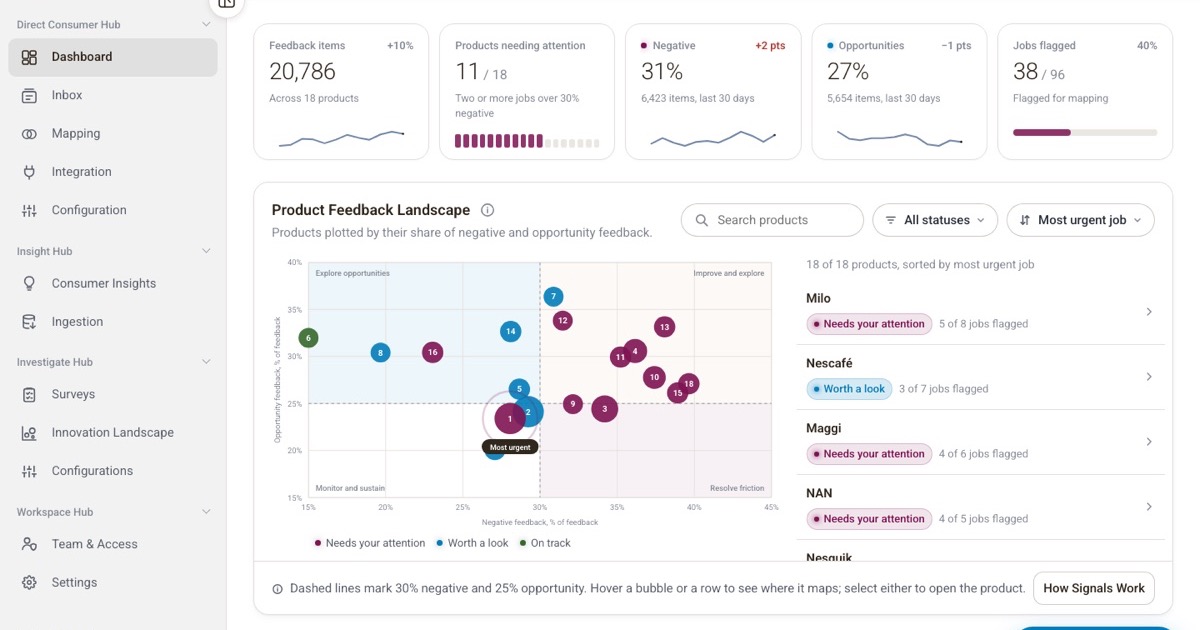 Direct Consumer Hub
Dashboard
Inbox
Mapping
Integration
Configuration
Insight Hub
Consumer Insights
Ingestion
Investigate Hub
Surveys
Innovation Landscape
Configurations
Workspace Hub
Team & Access
Settings
Feedback items +10%
20,786
Across 18 products
Products needing attention
11 / 18
Two or more jobs over 30%
negative
Negative +2 pts
31%
6,423 items, last 30 days
Opportunities −1 pts
27%
5,654 items, last 30 days
Jobs flagged 40%
38 / 96
Flagged for mapping
Product Feedback Landscape
Products plotted by their share of negative and opportunity feedback.
Search products
All statuses
Most urgent job
Opportunity feedback, % of feedback
40%
35%
30%
25%
20%
15%
Explore opportunities
Improve and explore
7
12
13
6
14
8
16
11
4
10
18
15
5
9
3
2
1
Most urgent
Monitor and sustain
Resolve friction
15% 20% 25% 30% 35% 40% 45%
Negative feedback, % of feedback
Needs your attention Worth a look On track
18 of 18 products, sorted by most urgent job
Milo
Needs your attention 5 of 8 jobs flagged
Nescafé
Worth a look 3 of 7 jobs flagged
Maggi
Needs your attention 4 of 6 jobs flagged
NAN
Needs your attention 4 of 5 jobs flagged
Nesquik
Dashed lines mark 30% negative and 25% opportunity. Hover a bubble or a row to see where it maps; select either to open the product.
How Signals Work